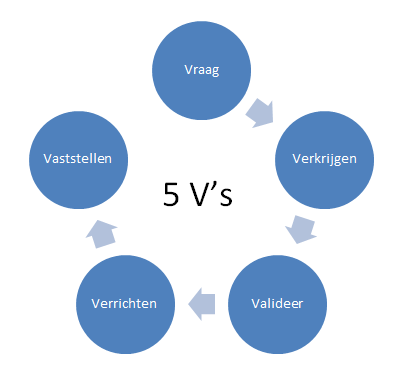 Vraag
Verkrijgen
Valideer
Verrichten
Vaststellen
5 V's